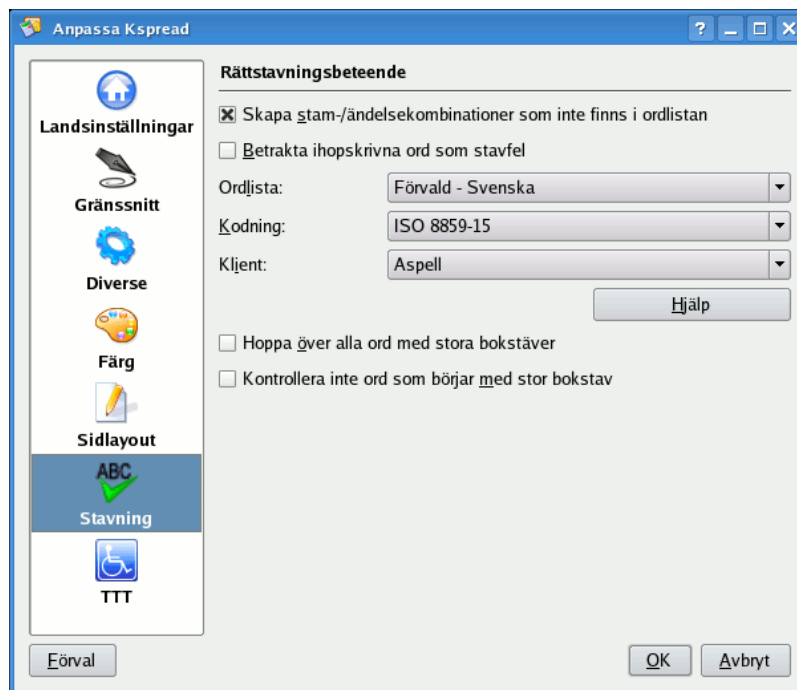 Anpassa Kspread
Landsinställningar
Gränssnitt
Diverse
Färg
Sidlayout
ABC
Stavning
TTT
Rättstavningsbeteende
Skapa stam-/ändelsekombinationer som inte finns i ordlistan
Betrakta ihopskrivna ord som stavfel
Ordlista: Förvald - Svenska
Kodning: ISO 8859-15
Klient: Aspell
Hjälp
Hoppa över alla ord med stora bokstäver
Kontrollera inte ord som börjar med stor bokstav
Förval OK Avbryt